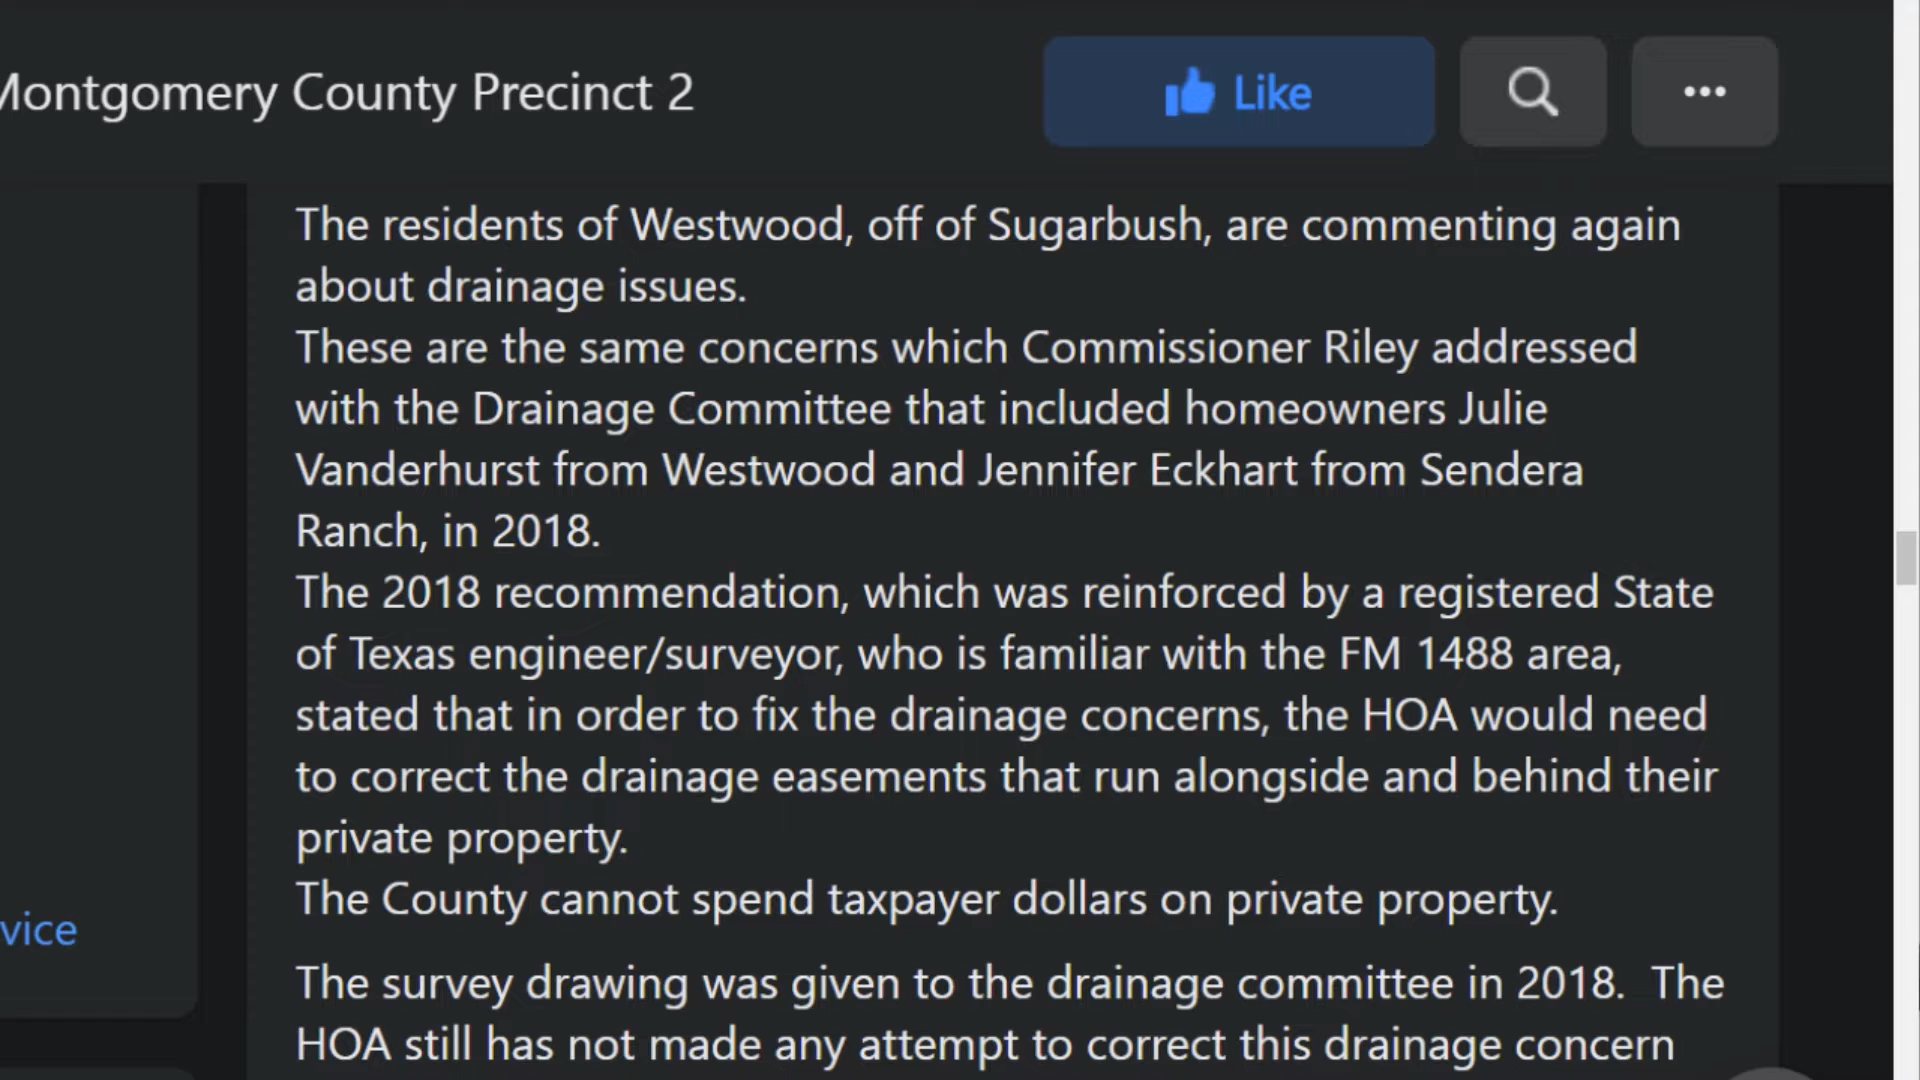 Montgomery County Precinct 2
Like
The residents of Westwood, off of Sugarbush, are commenting again
about drainage issues.
These are the same concerns which Commissioner Riley addressed
with the Drainage Committee that included homeowners Julie
Vanderhurst from Westwood and Jennifer Eckhart from Sendera
Ranch, in 2018.
The 2018 recommendation, which was reinforced by a registered State
of Texas engineer/surveyor, who is familiar with the FM 1488 area,
stated that in order to fix the drainage concerns, the HOA would need
to correct the drainage easements that run alongside and behind their
private property.
The County cannot spend taxpayer dollars on private property.
vice
The survey drawing was given to the drainage committee in 2018.  The
HOA still has not made any attempt to correct this drainage concern